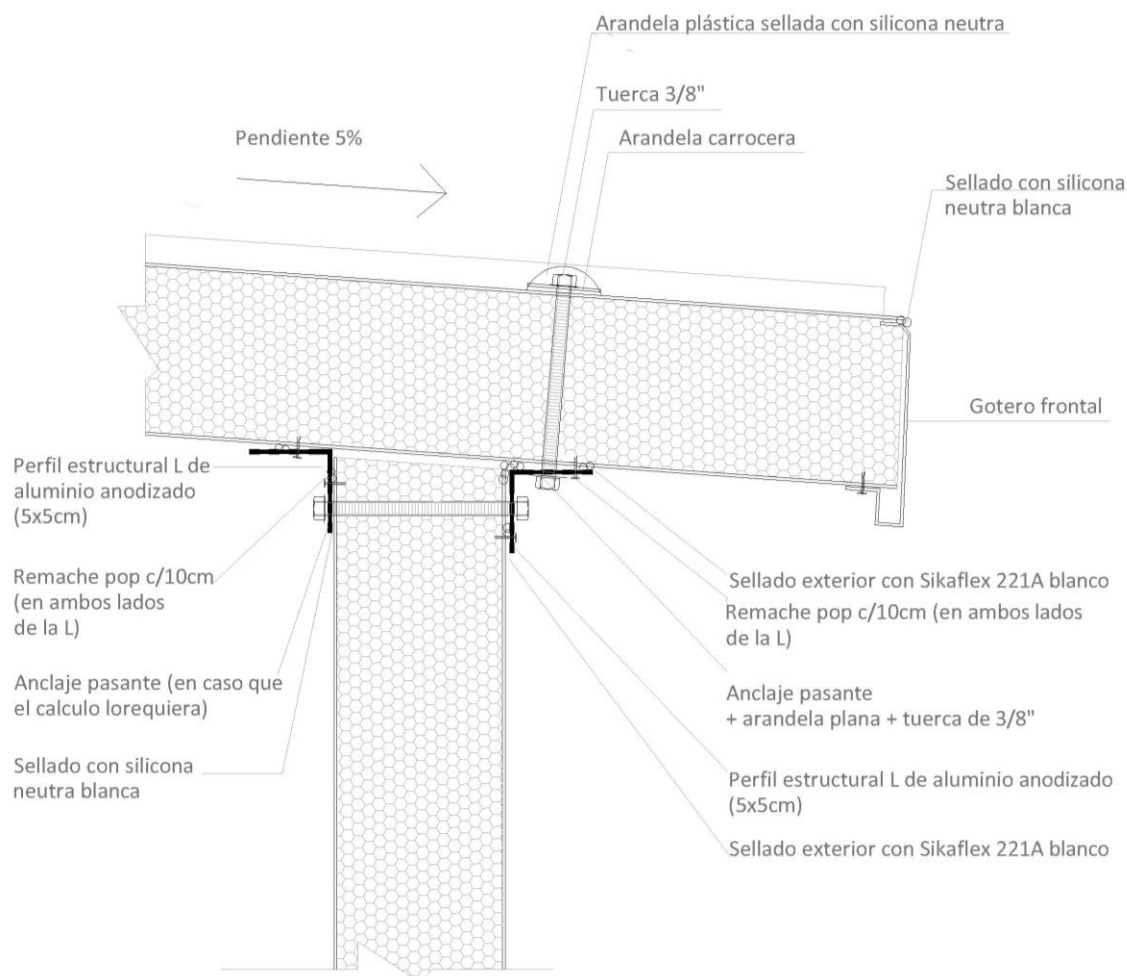 Arandela plástica sellada con silicona neutra
Tuerca 3/8"
Pendiente 5%
Arandela carrocera
Sellado con silicona
neutra blanca
Gotero frontal
Perfil estructural L de
aluminio anodizado
(5x5cm)
Remache pop c/10cm
(en ambos lados
de la L)
Anclaje pasante (en caso que
el calculo lorequiera)
Sellado con silicona
neutra blanca
Sellado exterior con Sikaflex 221A blanco
Remache pop c/10cm (en ambos lados
de la L)
Anclaje pasante
+ arandela plana + tuerca de 3/8"
Perfil estructural L de aluminio anodizado
(5x5cm)
Sellado exterior con Sikaflex 221A blanco